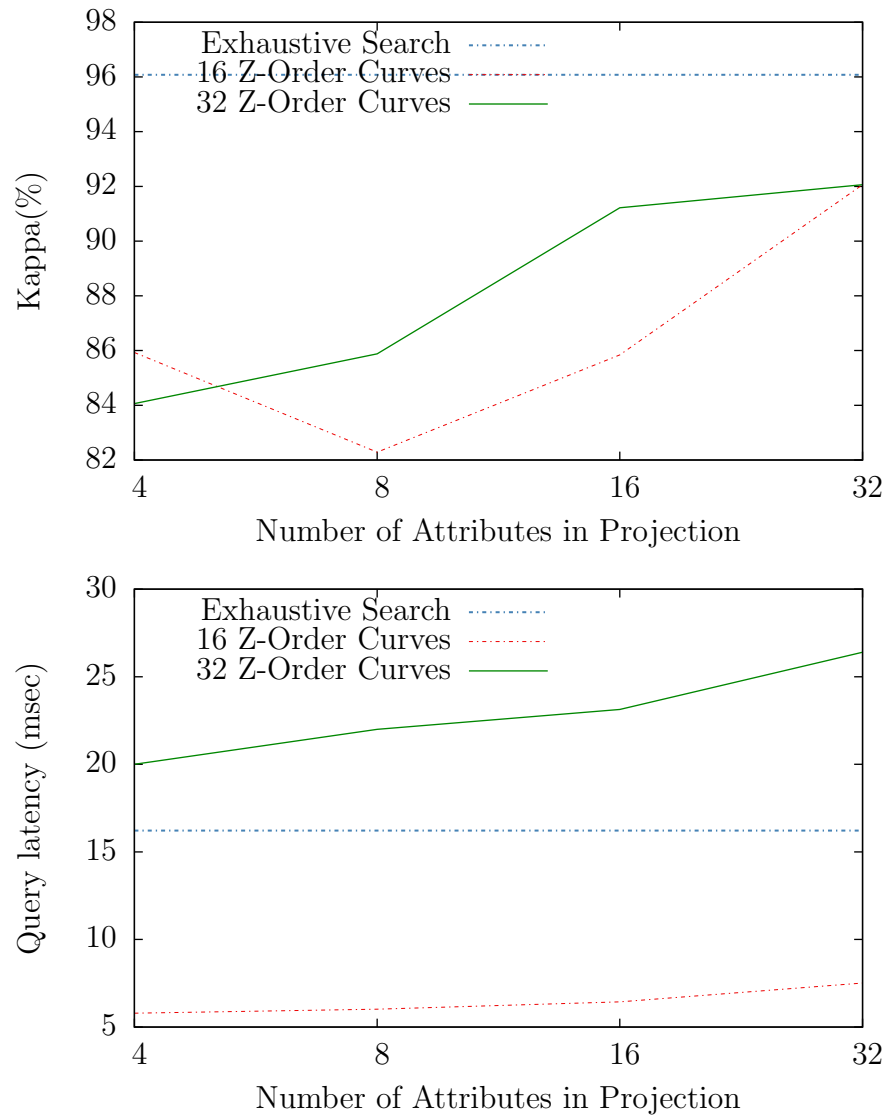 98
96
94
92
90
88
86
84
82
Kappa(%)
Exhaustive Search
16 Z-Order Curves
32 Z-Order Curves
4 8 16 32
Number of Attributes in Projection
30
25
20
15
10
5
Query latency (msec)
Exhaustive Search
16 Z-Order Curves
32 Z-Order Curves
4 8 16 32
Number of Attributes in Projection